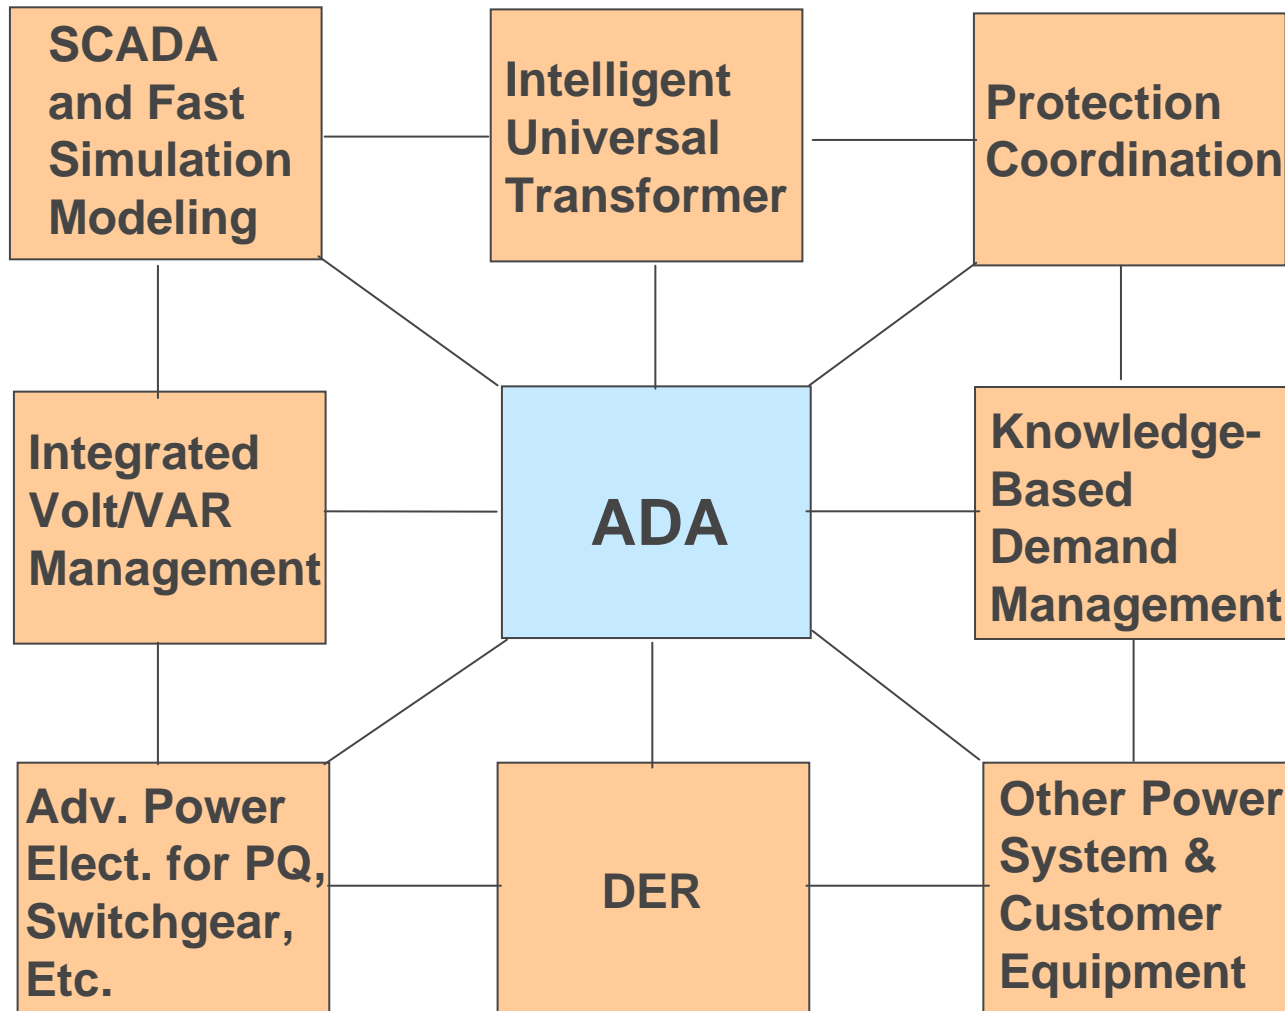 SCADA
and Fast
Simulation
Modeling
Intelligent
Universal
Transformer
Protection
Coordination
Integrated
Volt/VAR
Management
ADA
Knowledge-
Based
Demand
Management
Adv. Power
Elect. for PQ,
Switchgear,
Etc.
DER
Other Power
System &
Customer
Equipment